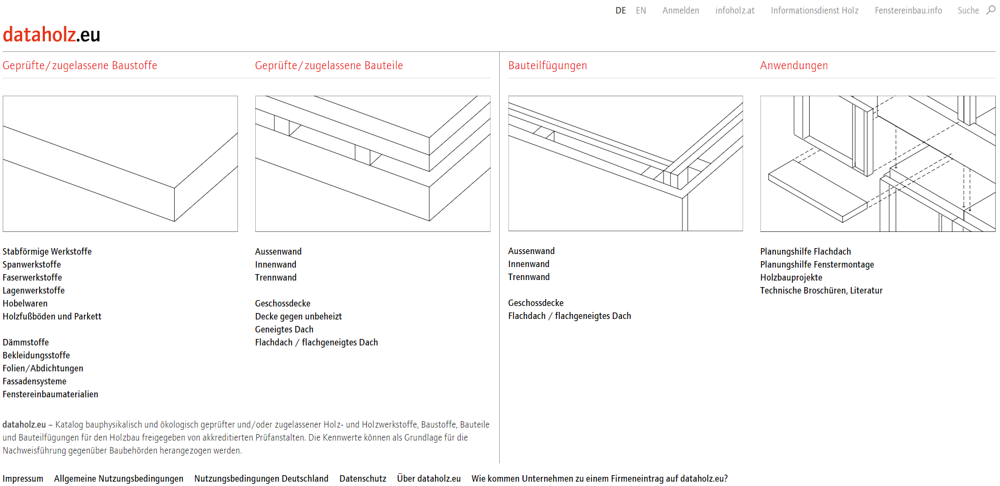 DE EN Anmelden infoholz.at Informationsdienst Holz Fenstereinbau.info Suche
dataholz.eu
Geprüfte/zugelassene Baustoffe
Stabförmige Werkstoffe
Spanwerkstoffe
Faserwerkstoffe
Lagenwerkstoffe
Hobelwaren
Holzfußböden und Parkett
Dämmstoffe
Bekleidungsstoffe
Folien/Abdichtungen
Fassadensysteme
Fenstereinbaumaterialien
Geprüfte/zugelassene Bauteile
Aussenwand
Innenwand
Trennwand
Geschossdecke
Decke gegen unbeheizt
Geneigtes Dach
Flachdach / flachgeneigtes Dach
Bauteilfügungen
Aussenwand
Innenwand
Trennwand
Geschossdecke
Flachdach / flachgeneigtes Dach
Anwendungen
Planungshilfe Flachdach
Planungshilfe Fenstermontage
Holzbauprojekte
Technische Broschüren, Literatur
dataholz.eu – Katalog bauphysikalisch und ökologisch geprüfter und/oder zugelassener Holz- und Holzwerkstoffe, Baustoffe, Bauteile
und Bauteilfügungen für den Holzbau freigegeben von akkreditierten Prüfanstalten. Die Kennwerte können als Grundlage für die
Nachweisführung gegenüber Baubehörden herangezogen werden.
Impressum Allgemeine Nutzungsbedingungen Nutzungsbedingungen Deutschland Datenschutz Über dataholz.eu Wie kommen Unternehmen zu einem Firmeneintrag auf dataholz.eu?